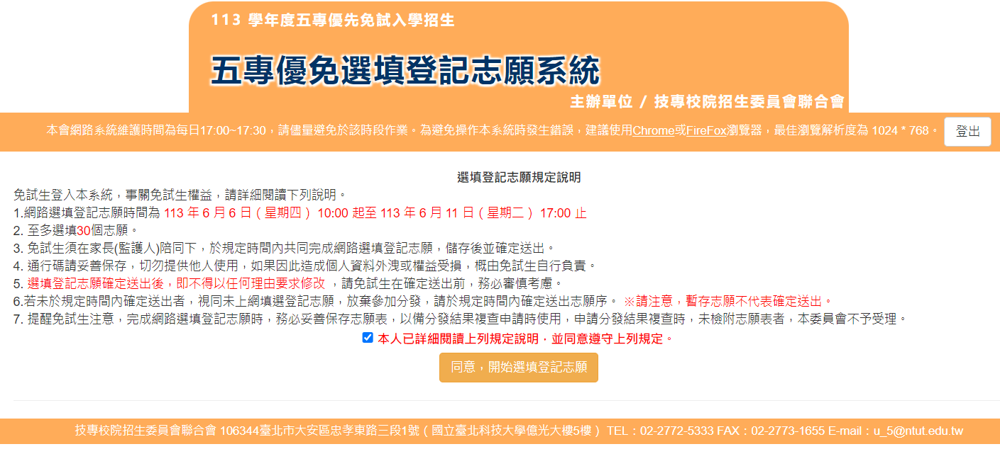 113 學年度五專優先免試入學招生
五專優免選填登記志願系統
主辦單位 / 技專校院招生委員會聯合會
本會網路系統維護時間為每日17:00~17:30，請儘量避免於該時段作業。為避免操作本系統時發生錯誤，建議使用Chrome或FireFox瀏覽器，最佳瀏覽解析度為 1024 * 768。
登出
選填登記志願規定說明
免試生登入本系統，事關免試生權益，請詳細閱讀下列說明。
1.網路選填登記志願時間為 113 年 6 月 6 日（星期四） 10:00 起至 113 年 6 月 11 日（星期二） 17:00 止
2. 至多選填30個志願。
3. 免試生須在家長(監護人)陪同下，於規定時間內共同完成網路選填登記志願，儲存後並確定送出。
4. 通行碼請妥善保存，切勿提供他人使用，如果因此造成個人資料外洩或權益受損，概由免試生自行負責。
5. 選填登記志願確定送出後，即不得以任何理由要求修改 ，請免試生在確定送出前，務必審慎考慮。
6.若未於規定時間內確定送出者，視同未上網填選登記志願，放棄參加分發，請於規定時間內確定送出志願序。 ※請注意，暫存志願不代表確定送出。
7. 提醒免試生注意，完成網路選填登記志願時，務必妥善保存志願表，以備分發結果複查申請時使用，申請分發結果複查時，未檢附志願表者，本委員會不予受理。
本人已詳細閱讀上列規定說明，並同意遵守上列規定。
同意，開始選填登記志願
技專校院招生委員會聯合會 106344臺北市大安區忠孝東路三段1號（國立臺北科技大學億光大樓5樓） TEL：02-2772-5333 FAX：02-2773-1655 E-mail：u_5@ntut.edu.tw